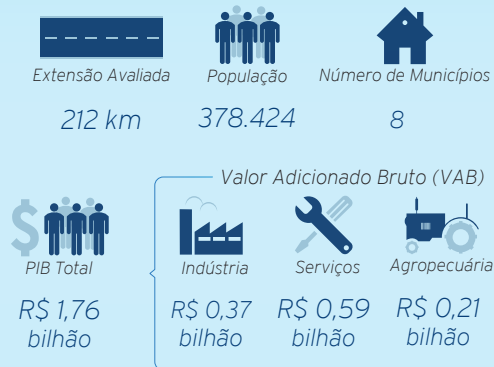 Extensão Avaliada
População
Número de Municípios
212 km
378.424
8
Valor Adicionado Bruto (VAB)
$
PIB Total
Indústria
Serviços
Agropecuária
R$ 1,76
bilhão
R$ 0,37
bilhão
R$ 0,59
bilhão
R$ 0,21
bilhão